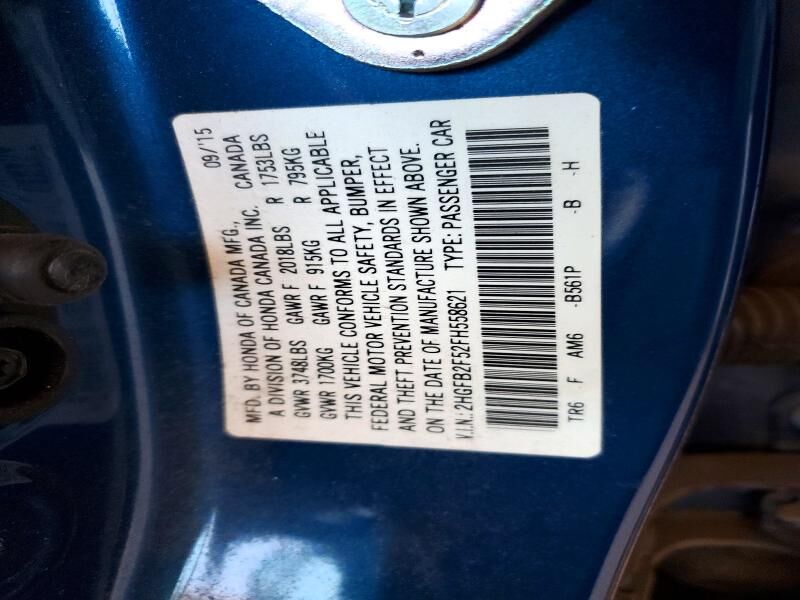 MFD. BY HONDA OF CANADA MFG., 09/'15
A DIVISION OF HONDA CANADA INC. CANADA
GVWR 3748LBS GAWR F 2018LBS R 1753LBS
GVWR 1700KG GAWR F 915KG R 795KG
THIS VEHICLE CONFORMS TO ALL APPLICABLE
FEDERAL MOTOR VEHICLE SAFETY, BUMPER,
AND THEFT PREVENTION STANDARDS IN EFFECT
ON THE DATE OF MANUFACTURE SHOWN ABOVE.
V.I.N.: 2HGFB2F52FH558621 TYPE: PASSENGER CAR
TR6 F AM6 -B561P -B -H